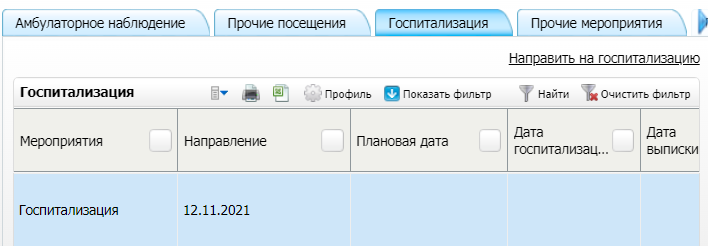 Амбулаторное наблюдение Прочие посещения Госпитализация Прочие мероприятия
Направить на госпитализацию
Госпитализация Профиль Показать фильтр Найти Очистить фильтр
Мероприятия Направление Плановая дата Дата госпитализац... Дата выписки
Госпитализация 12.11.2021